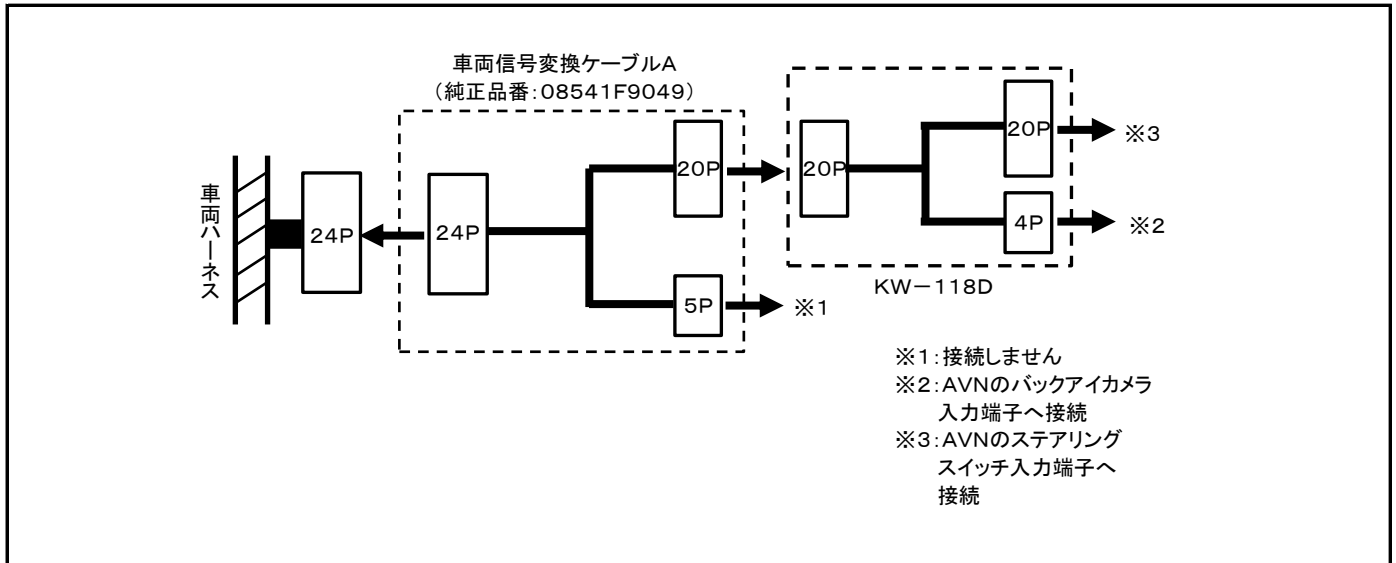 車両信号変換ケーブルA
(純正品番:08541F9049)
車両ハーネス
24P
24P
20P
5P
※1
20P
20P
※3
4P
※2
KW-118D
※1:接続しません
※2:AVNのバックアイカメラ
入力端子へ接続
※3:AVNのステアリング
スイッチ入力端子へ
接続